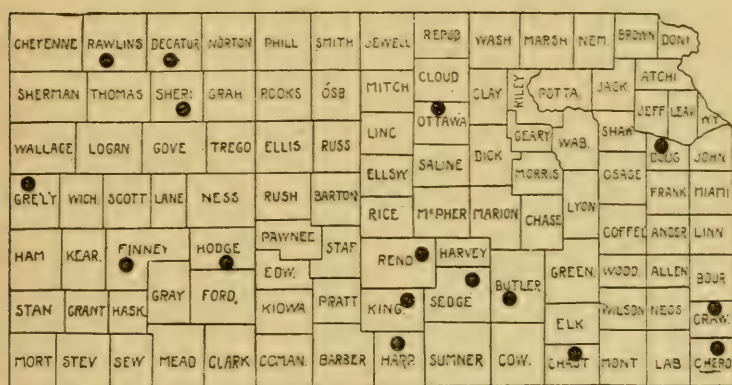 CHEYENNE RAWLINS DECATUR NORTON PHILL SMITH JEWELL REPUB WASH MARSH NEM. BROWN DONI
SHERMAN THOMAS SHERI GRAH ROOKS OSB MITCH CLOUD CLAY RILEY POTTA JACK ATCHI
OTTAWA JEFF LEAV WY
WALLACE LOGAN GOVE TREGO ELLIS RUSS LINC GEARY WAB. SHAW DOUG JOHN
SALINE DICK
ELLSW MORRIS OSAGE
GREL'Y WICH. SCOTT LANE NESS RUSH BARTON RICE McPHER MARION CHASE LYON FRANK MIAMI
HAM KEAR. FINNEY HODGE PAWNEE STAF RENO HARVEY COFFEE ANDER LINN
EDW. BUTLER GREEN. WOOD. ALLEN BOUR
STAN GRANT HASK. GRAY FORD. KIOWA PRATT KING. SEDGE WILSON NEOS CRAW.
ELK
MORT STEV SEW MEAD CLARK COMAN. BARBER HARP. SUMNER COW. CHAUT MONT LAB CHERO